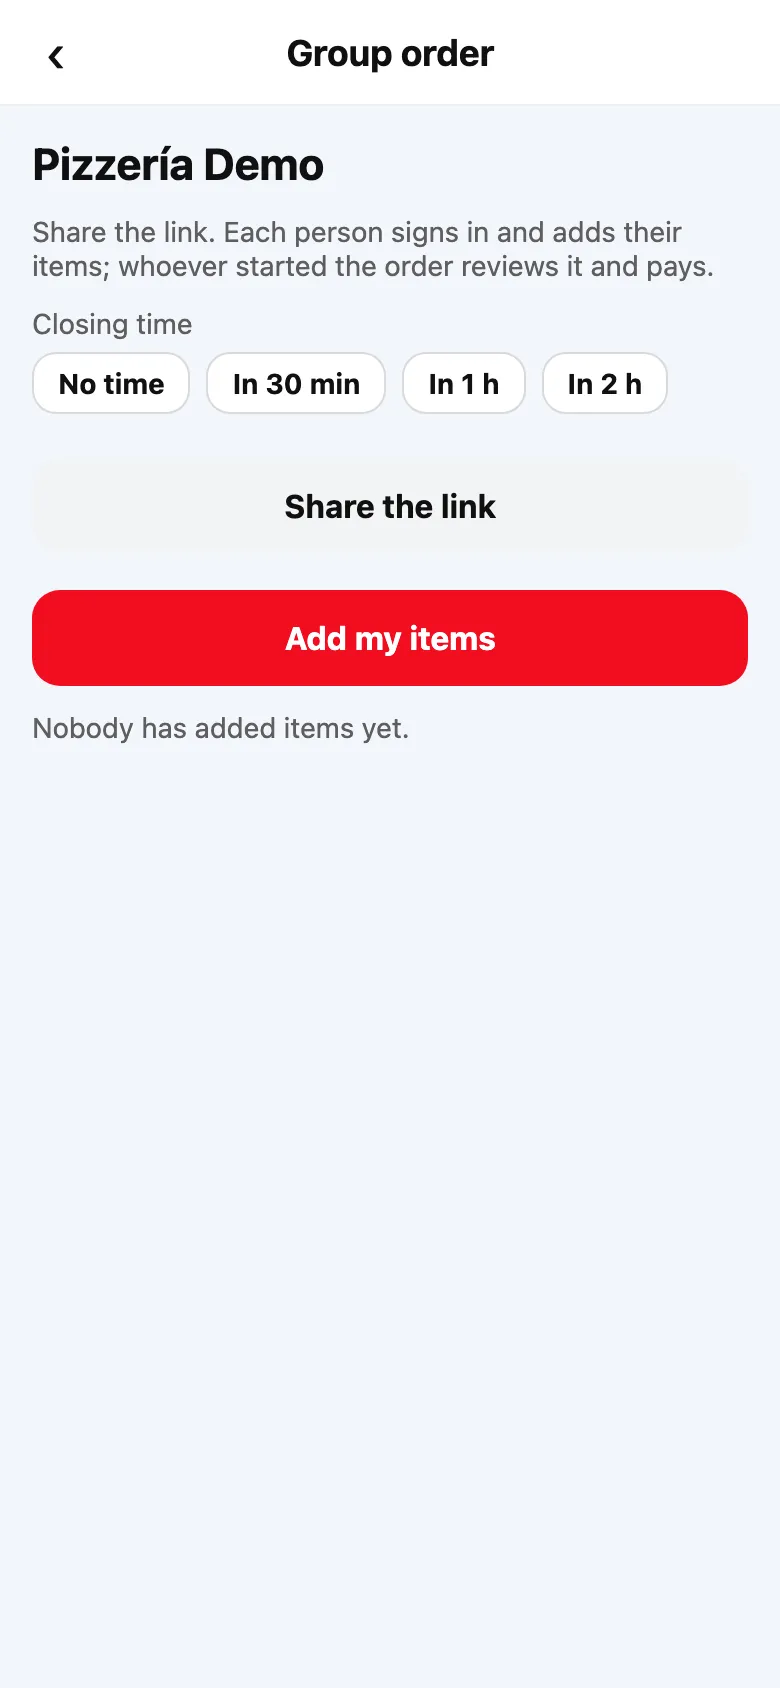 Group order
Pizzería Demo
Share the link. Each person signs in and adds their
items; whoever started the order reviews it and pays.
Closing time
No time
In 30 min
In 1 h
In 2 h
Share the link
Add my items
Nobody has added items yet.